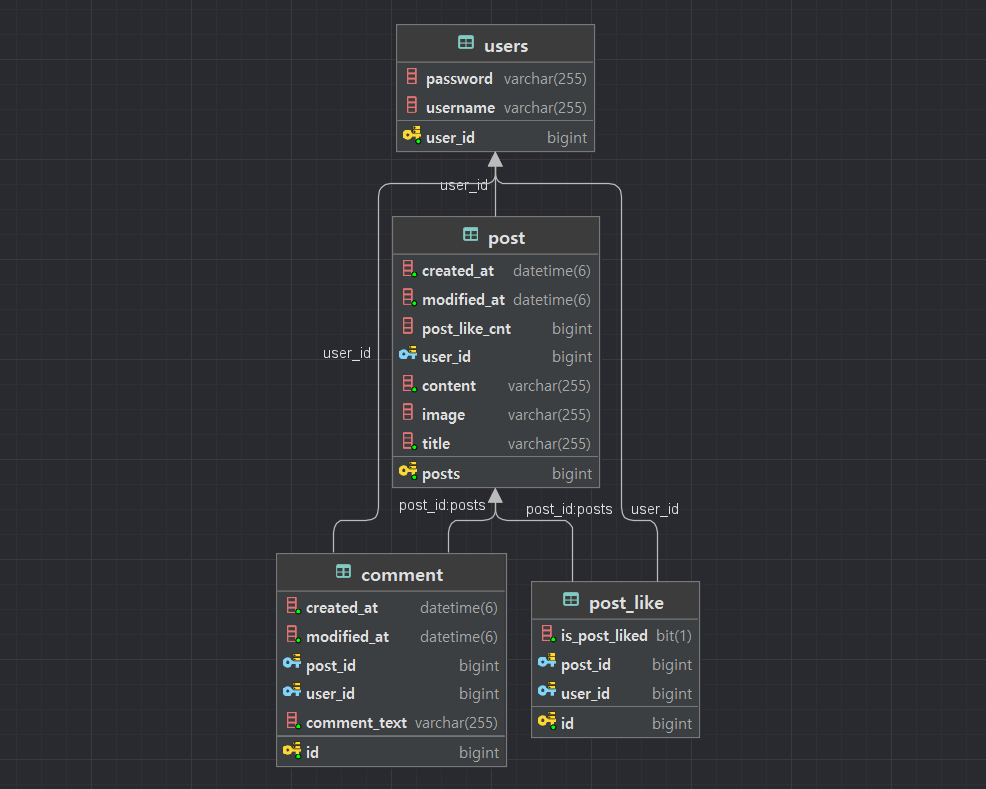 users
password varchar(255)
username varchar(255)
user_id bigint
user_id
post
created_at datetime(6)
modified_at datetime(6)
post_like_cnt bigint
user_id bigint
content varchar(255)
image varchar(255)
title varchar(255)
posts bigint
user_id
post_id:posts
post_id:posts
user_id
comment
created_at datetime(6)
modified_at datetime(6)
post_id bigint
user_id bigint
comment_text varchar(255)
id bigint
post_like
is_post_liked bit(1)
post_id bigint
user_id bigint
id bigint